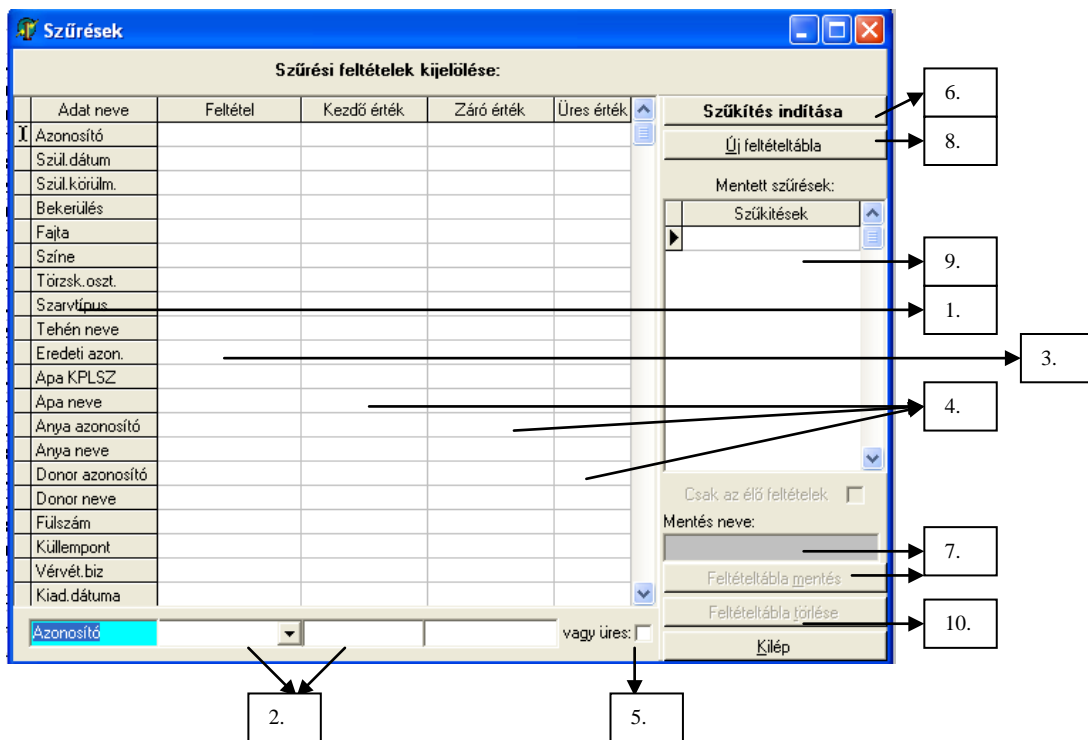 Szűrések
Szűrési feltételek kijelölése:
Adat neve Feltétel Kezdő érték Záró érték Üres érték
Azonosító
Szül.dátum
Szül.körülm.
Bekerülés
Fajta
Színe
Törzsk.oszt.
Szarvtípus
Tehén neve
Eredeti azon.
Apa KPLSZ
Apa neve
Anya azonosító
Anya neve
Donor azonosító
Donor neve
Fülszám
Küllempont
Vérvét.biz
Kiad.dátuma
Azonosító
vagy üres:
Szűkítés indítása
Új feltételtábla
Mentett szűrések:
Szűkitések
Csak az élő feltételek
Mentés neve:
Feltételtábla mentés
Feltételtábla törlése
Kilép
6.
8.
9.
1.
3.
4.
7.
10.
2.
5.